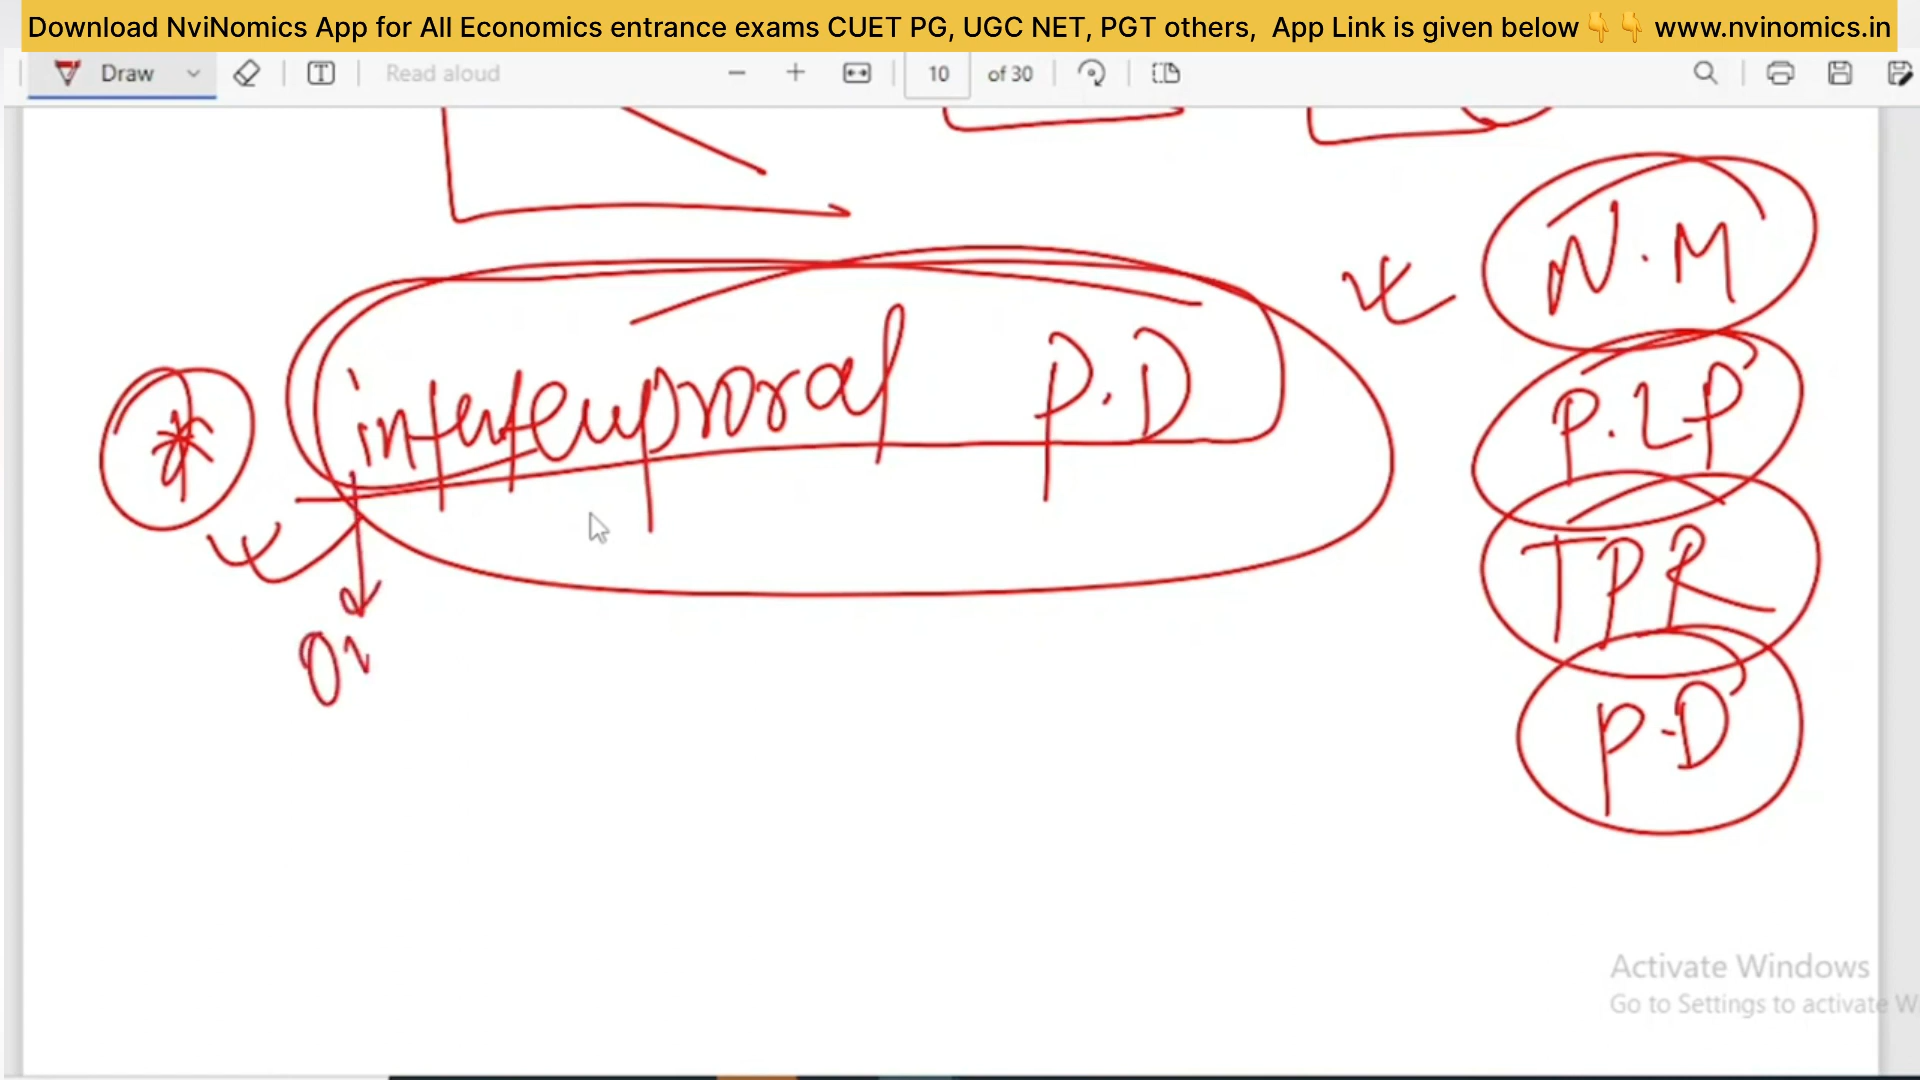 Download NviNomics App for All Economics entrance exams CUET PG, UGC NET, PGT others, App Link is given below👇👇 www.nvinomics.in
Draw
Read aloud
10 of 30
N.M
intertemporal P.D
P.LP
TPR
P-D
Activate Windows
Go to Settings to activate W